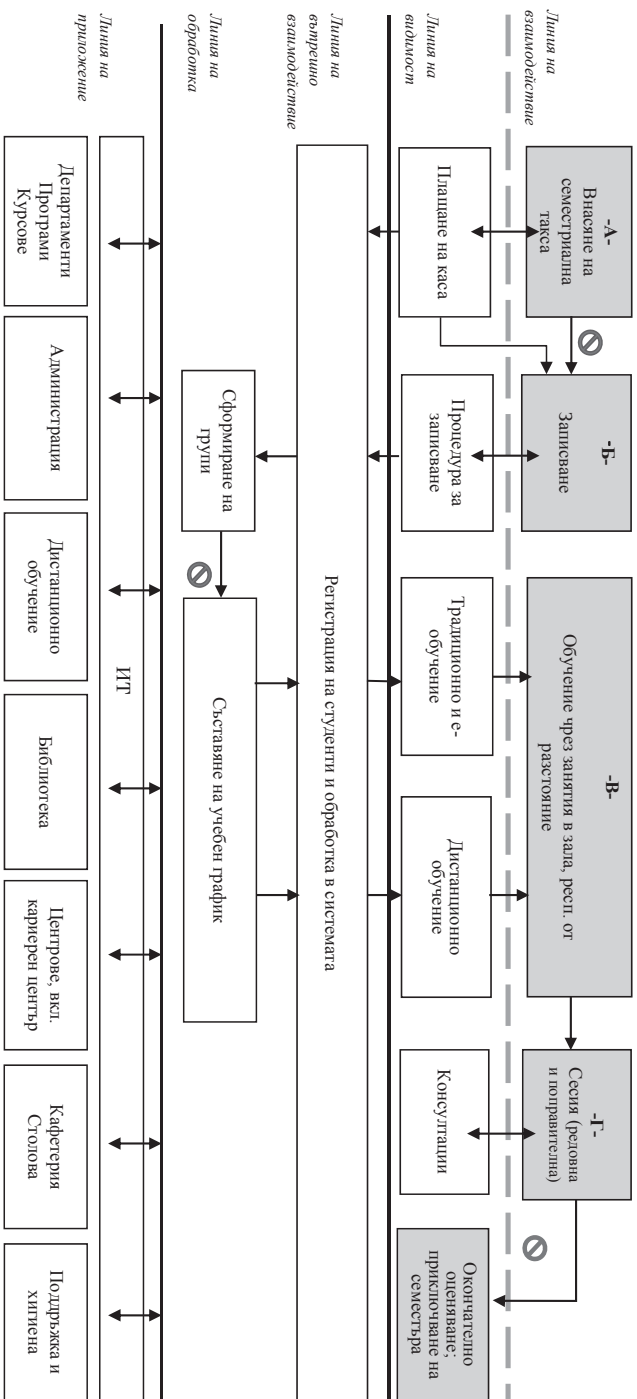 Линия на
взаимодействие
-А-
Внасяне на
семестриална
такса
-Б-
Записване
-В-
Обучение чрез занятия в зала, респ. от
разстояние
-Г-
Сесия (редовна
и поправителна)
Линия на
видимост
Плащане на каса
Процедура за
записване
Традиционно и е-
обучение
Дистанционно
обучение
Консултации
Окончателно
оценяване;
приключване на
семестъра
Линия на
вътрешно
взаимодействие
Регистрация на студенти и обработка в системата
Линия на
обработка
Сформиране на
групи
Съставяне на учебен график
Линия на
приложение
ИТ
Департаменти
Програми
Курсове
Администрация
Дистанционно
обучение
Библиотека
Центрове, вкл.
кариерен център
Кафетерия
Столова
Поддръжка и
хигиена